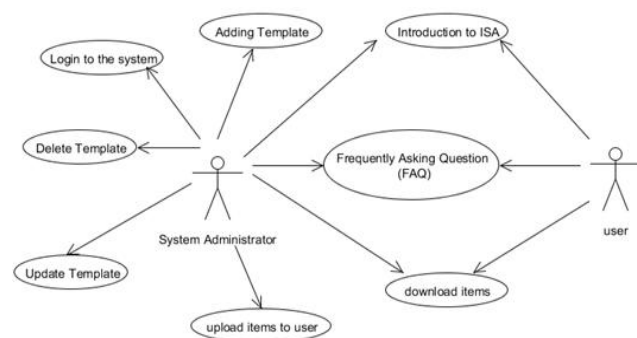 Adding Template
Introduction to ISA
Login to the system
Delete Template
Frequently Asking Question
(FAQ)
System Administrator
user
Update Template
download items
upload items to user